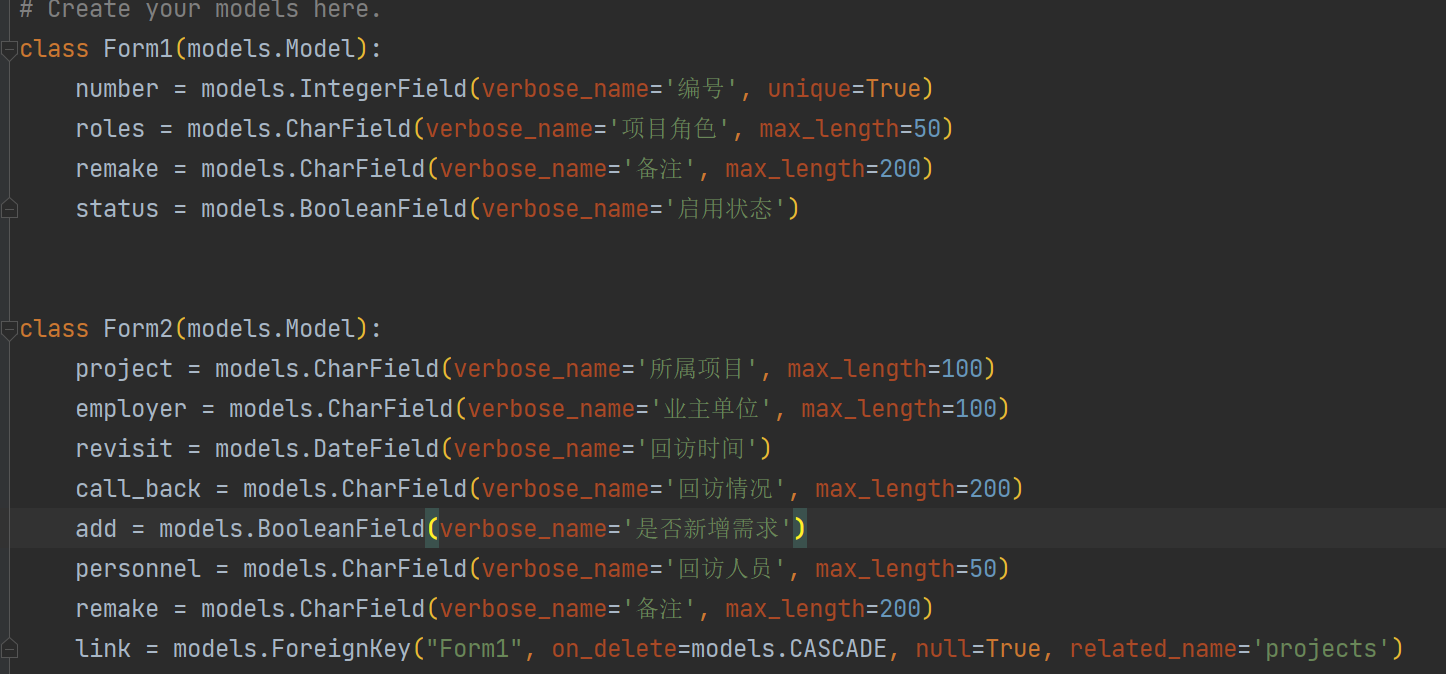 # Create your models here.
class Form1(models.Model):
number = models.IntegerField(verbose_name='编号', unique=True)
roles = models.CharField(verbose_name='项目角色', max_length=50)
remake = models.CharField(verbose_name='备注', max_length=200)
status = models.BooleanField(verbose_name='启用状态')
class Form2(models.Model):
project = models.CharField(verbose_name='所属项目', max_length=100)
employer = models.CharField(verbose_name='业主单位', max_length=100)
revisit = models.DateField(verbose_name='回访时间')
call_back = models.CharField(verbose_name='回访情况', max_length=200)
add = models.BooleanField(verbose_name='是否新增需求')
personnel = models.CharField(verbose_name='回访人员', max_length=50)
remake = models.CharField(verbose_name='备注', max_length=200)
link = models.ForeignKey("Form1", on_delete=models.CASCADE, null=True, related_name='projects')